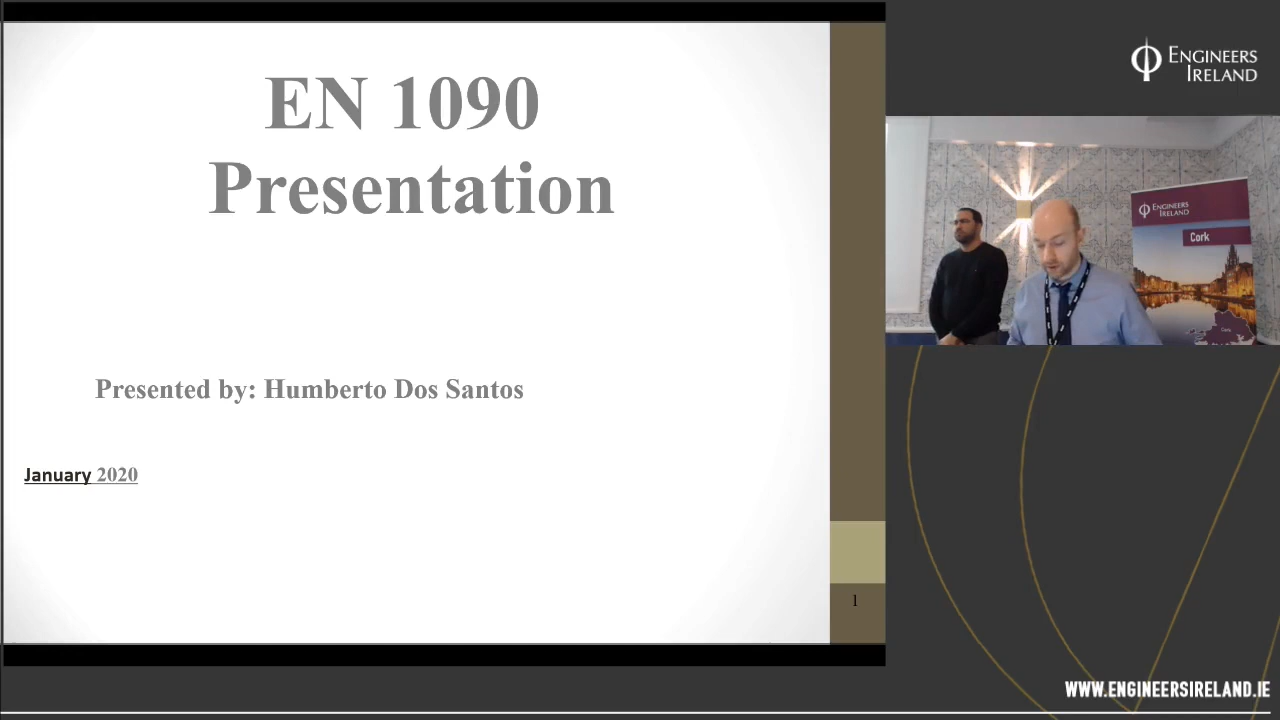 EN 1090
Presentation
Presented by: Humberto Dos Santos
January 2020
1
ENGINEERS
IRELAND
ENGINEERS
IRELAND
Cork
WWW.ENGINEERSIRELAND.IE